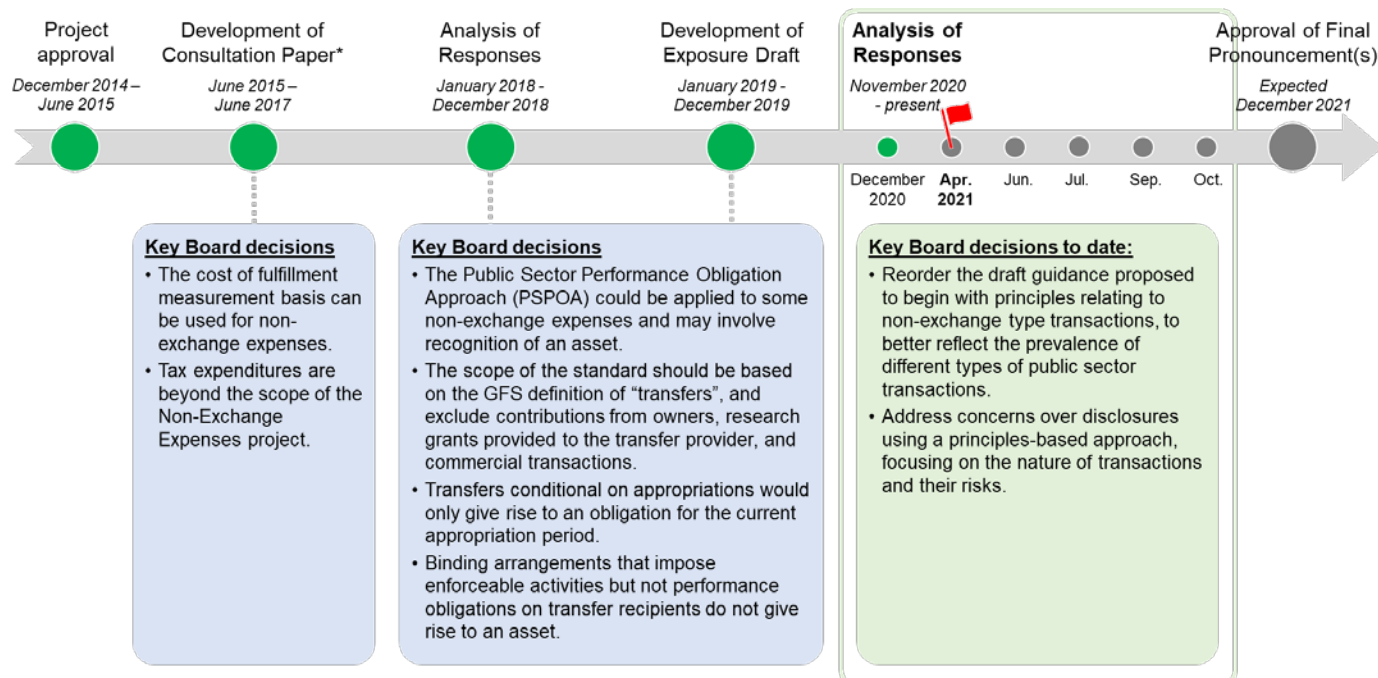 Project
approval
December 2014 –
June 2015
Development of
Consultation Paper*
June 2015 –
June 2017
Analysis of
Responses
January 2018 -
December 2018
Development of
Exposure Draft
January 2019 -
December 2019
Analysis of
Responses
November 2020
- present
Approval of Final
Pronouncement(s)
Expected
December 2021
December
2020
Apr.
2021
Jun.
Jul.
Sep.
Oct.
Key Board decisions
• The cost of fulfillment
measurement basis can
be used for non-
exchange expenses.
• Tax expenditures are
beyond the scope of the
Non-Exchange
Expenses project.
Key Board decisions
• The Public Sector Performance Obligation
Approach (PSPOA) could be applied to some
non-exchange expenses and may involve
recognition of an asset.
• The scope of the standard should be based
on the GFS definition of “transfers”, and
exclude contributions from owners, research
grants provided to the transfer provider, and
commercial transactions.
• Transfers conditional on appropriations would
only give rise to an obligation for the current
appropriation period.
• Binding arrangements that impose
enforceable activities but not performance
obligations on transfer recipients do not give
rise to an asset.
Key Board decisions to date:
• Reorder the draft guidance proposed
to begin with principles relating to
non-exchange type transactions, to
better reflect the prevalence of
different types of public sector
transactions.
• Address concerns over disclosures
using a principles-based approach,
focusing on the nature of transactions
and their risks.